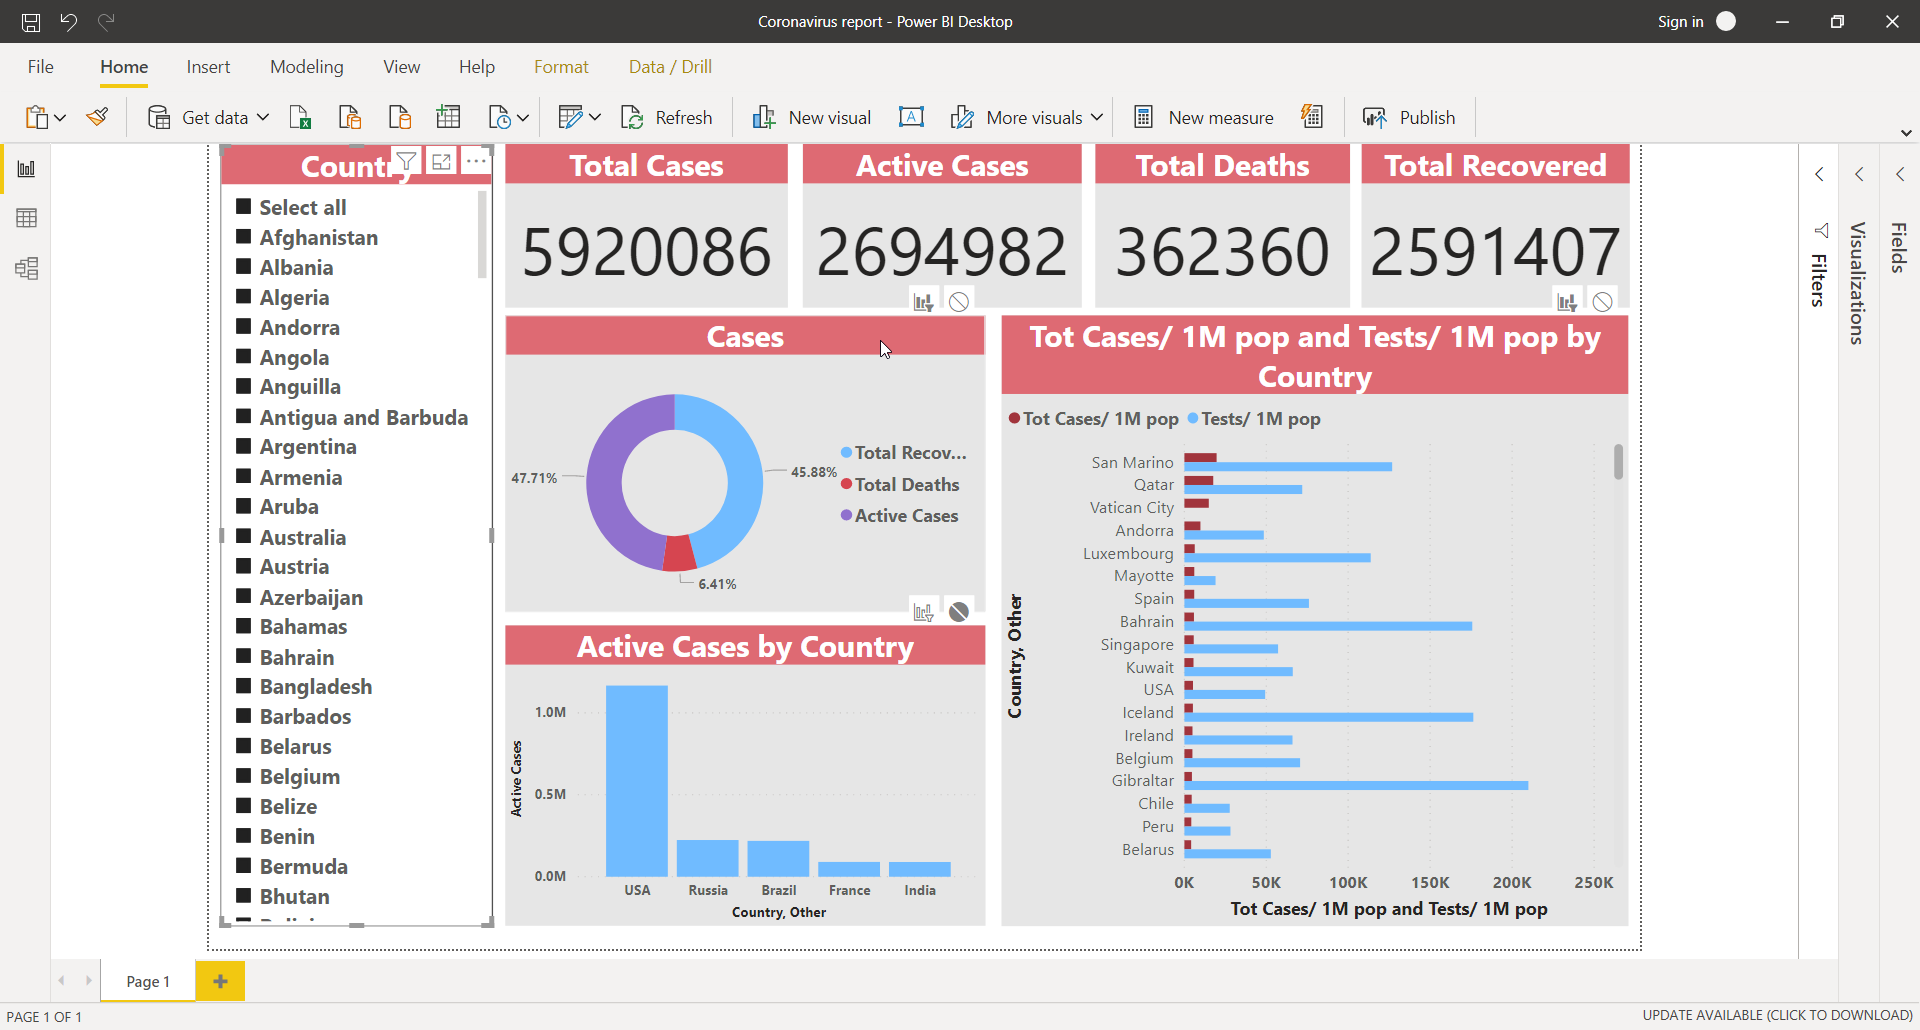 Coronavirus report - Power BI Desktop
Sign in
File Home Insert Modeling View Help Format Data / Drill
Get data Refresh New visual More visuals New measure Publish
Country
Select all
Afghanistan
Albania
Algeria
Andorra
Angola
Anguilla
Antigua and Barbuda
Argentina
Armenia
Aruba
Australia
Austria
Azerbaijan
Bahamas
Bahrain
Bangladesh
Barbados
Belarus
Belgium
Belize
Benin
Bermuda
Bhutan
Total Cases
5920086
Active Cases
2694982
Total Deaths
362360
Total Recovered
2591407
Cases
47.71%
45.88%
6.41%
Total Recov...
Total Deaths
Active Cases
Active Cases by Country
Active Cases
1.0M
0.5M
0.0M
USA Russia Brazil France India
Country, Other
Tot Cases/ 1M pop and Tests/ 1M pop by
Country
Tot Cases/ 1M pop Tests/ 1M pop
Country, Other
San Marino
Qatar
Vatican City
Andorra
Luxembourg
Mayotte
Spain
Bahrain
Singapore
Kuwait
USA
Iceland
Ireland
Belgium
Gibraltar
Chile
Peru
Belarus
0K 50K 100K 150K 200K 250K
Tot Cases/ 1M pop and Tests/ 1M pop
Filters
Visualizations
Fields
Page 1
PAGE 1 OF 1
UPDATE AVAILABLE (CLICK TO DOWNLOAD)